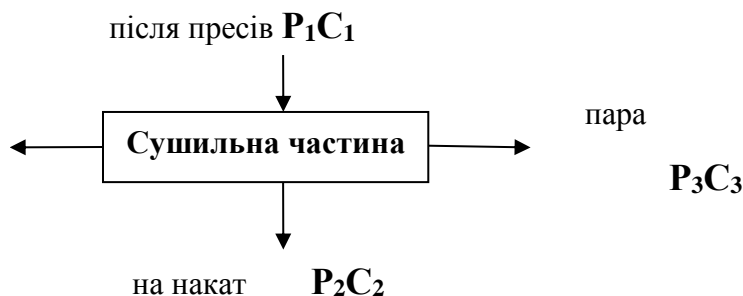 після пресів P₁C₁
Сушильна частина
пара
P₃C₃
на накат P₂C₂